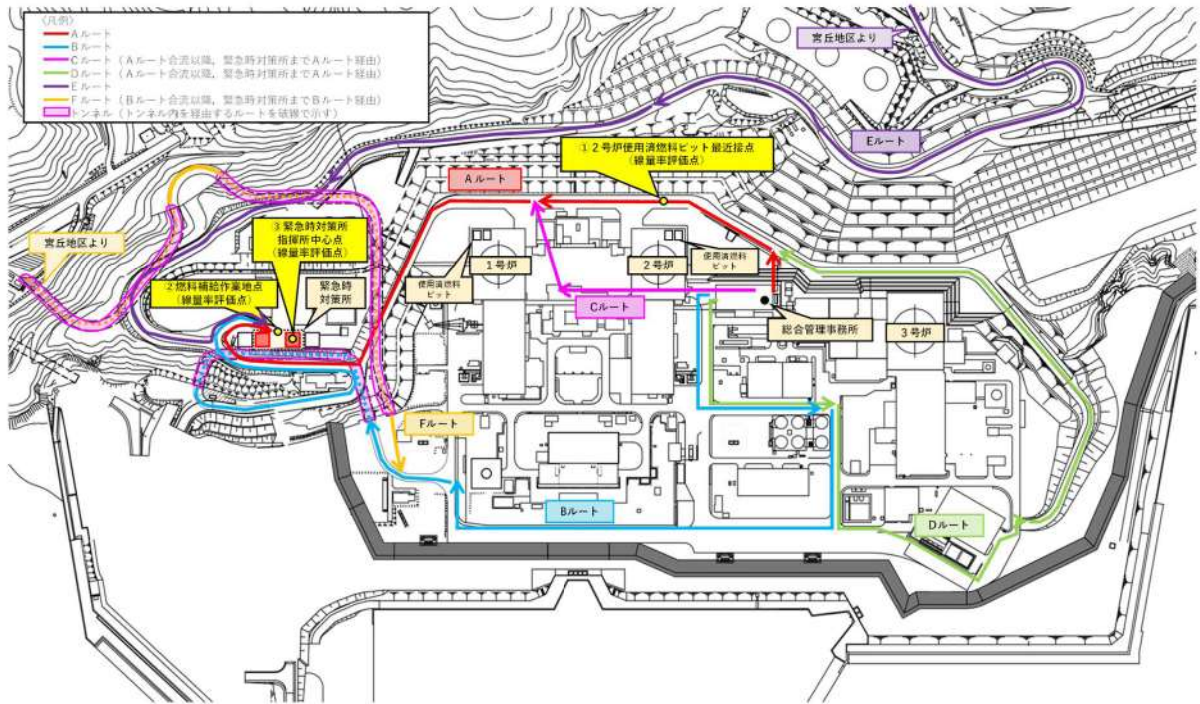 〈凡例〉
Aルート
Bルート
Cルート（Aルート合流以降，緊急時対策所までAルート経由）
Dルート（Aルート合流以降，緊急時対策所までAルート経由）
Eルート
Fルート（Bルート合流以降，緊急時対策所までBルート経由）
トンネル（トンネル内を経由するルートを破線で示す）
宮丘地区より
Eルート
①2号炉使用済燃料ピット最近接点
（線量率評価点）
Aルート
宮丘地区より
③緊急時対策所
指揮所中心点
（線量率評価点）
②燃料補給作業地点
（線量率評価点）
緊急時
対策所
使用済燃料
ピット
1号炉
2号炉
使用済燃料
ピット
Cルート
総合管理事務所
3号炉
Fルート
Bルート
Dルート